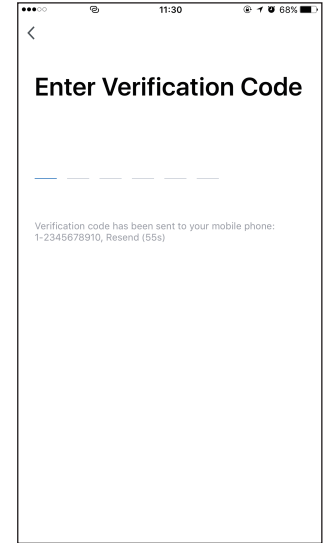 11:30 68%
Enter Verification Code
Verification code has been sent to your mobile phone:
1-2345678910, Resend (55s)